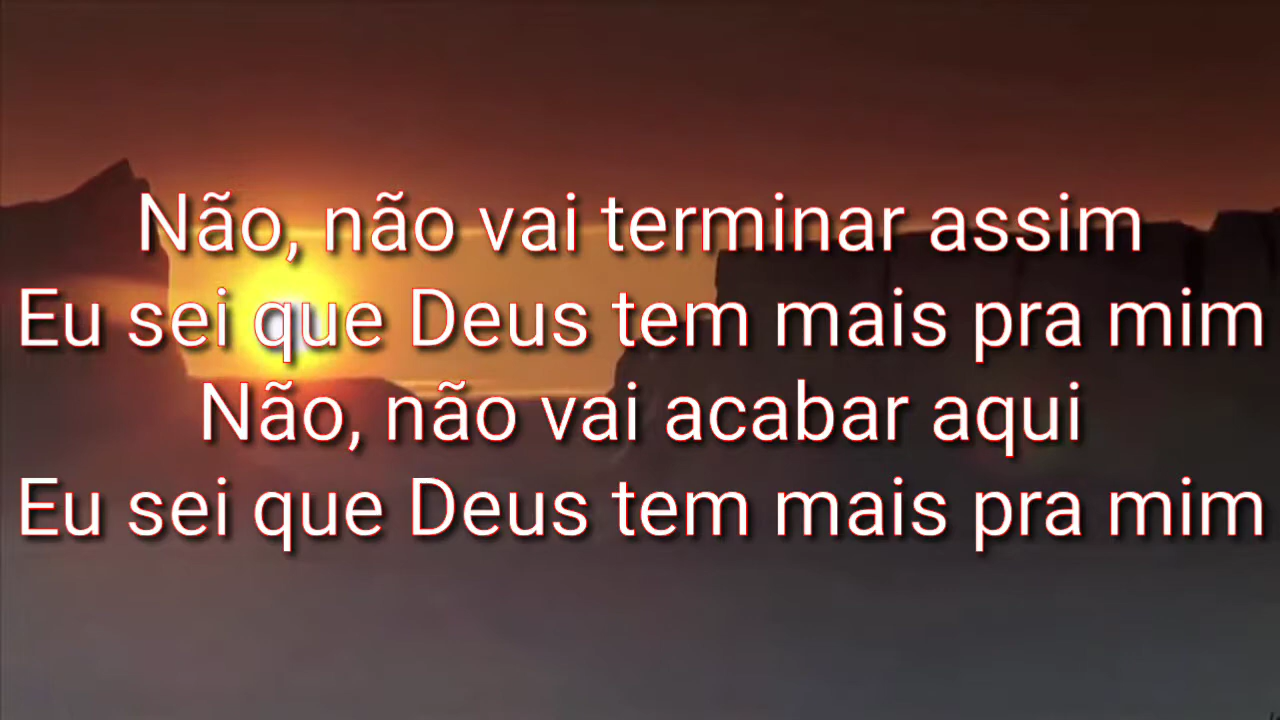 Não, não vai terminar assim
Eu sei que Deus tem mais pra mim
Não, não vai acabar aqui
Eu sei que Deus tem mais pra mim